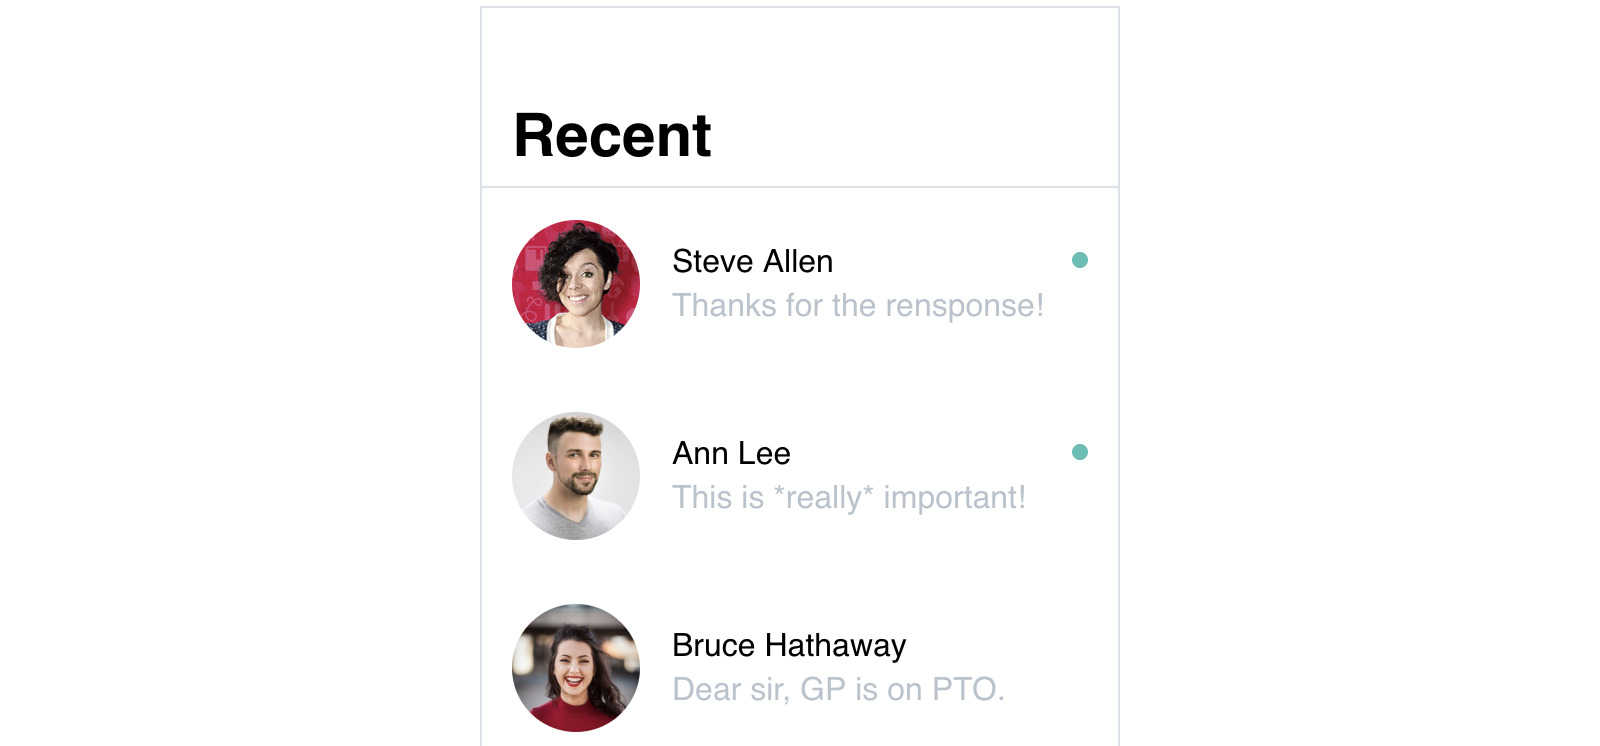 Recent
Steve Allen
Thanks for the rensponse!
Ann Lee
This is *really* important!
Bruce Hathaway
Dear sir, GP is on PTO.